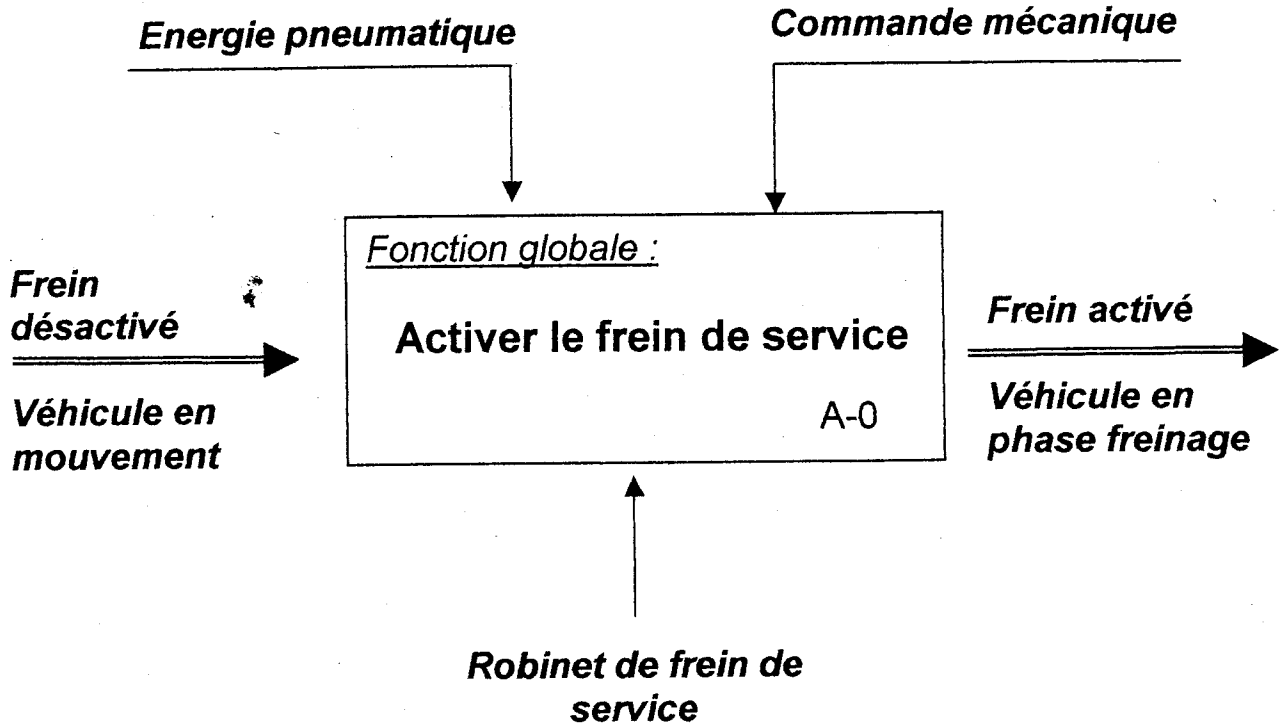 Energie pneumatique
Commande mécanique
Fonction globale :
Activer le frein de service
A-0
Frein
désactivé
Véhicule en
mouvement
Frein activé
Véhicule en
phase freinage
Robinet de frein de
service